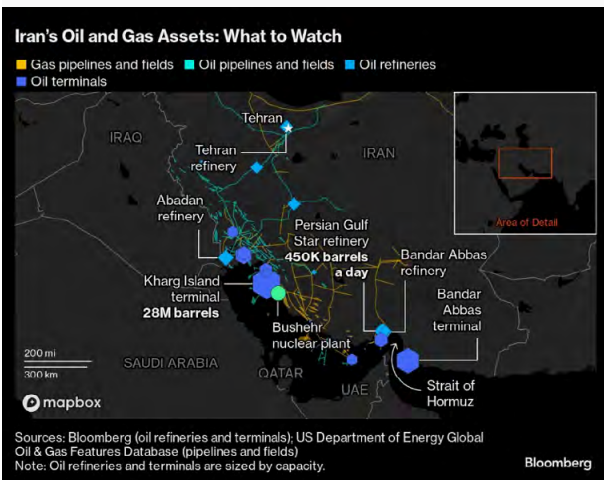 Iran's Oil and Gas Assets: What to Watch
Gas pipelines and fields Oil pipelines and fields Oil refineries
Oil terminals
Tehran
IRAQ
IRAN
Tehran
refinery
Area of Detail
Abadan
refinery
Persian Gulf
Star refinery
450K barrels
a day
Bandar Abbas
refinery
Kharg Island
terminal
28M barrels
Bandar
Abbas
terminal
Bushehr
nuclear plant
200 mi
300 km
SAUDI ARABIA
QATAR
UAE
Strait of
Hormuz
mapbox
Sources: Bloomberg (oil refineries and terminals); US Department of Energy Global
Oil & Gas Features Database (pipelines and fields)
Note: Oil refineries and terminals are sized by capacity.
Bloomberg